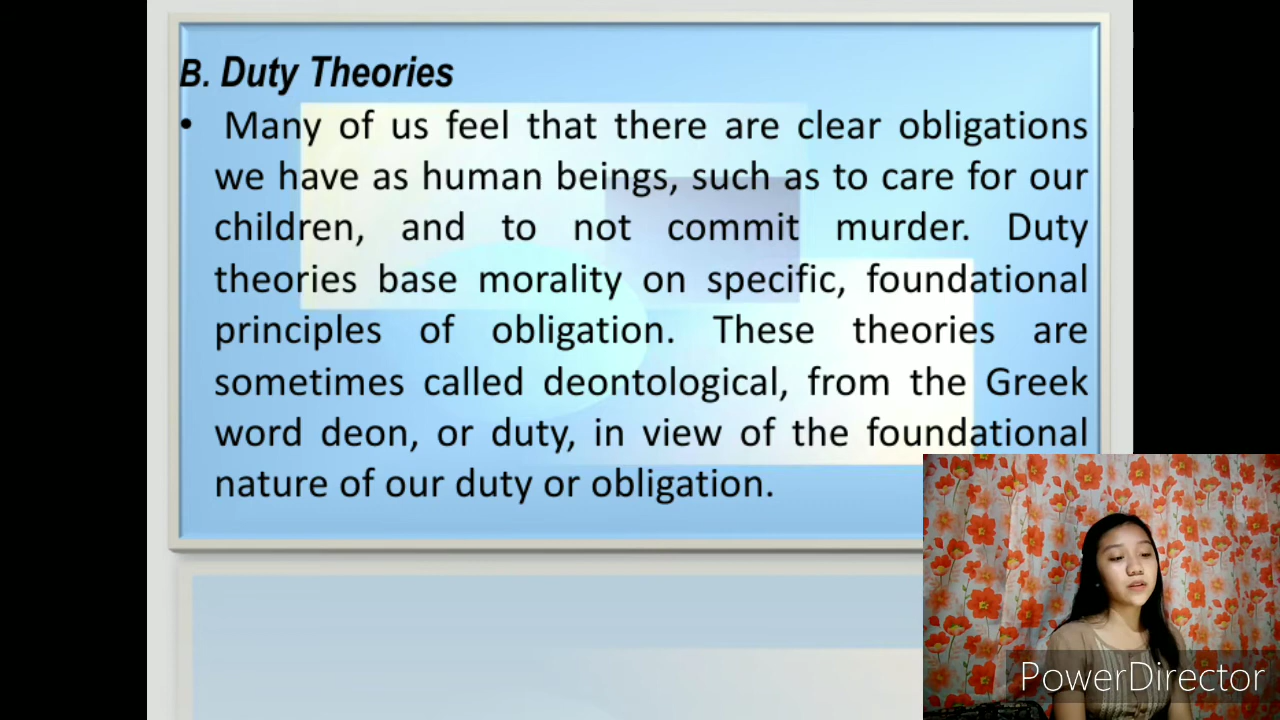 B. Duty Theories
• Many of us feel that there are clear obligations
we have as human beings, such as to care for our
children, and to not commit murder. Duty
theories base morality on specific, foundational
principles of obligation. These theories are
sometimes called deontological, from the Greek
word deon, or duty, in view of the foundational
nature of our duty or obligation.
PowerDirector